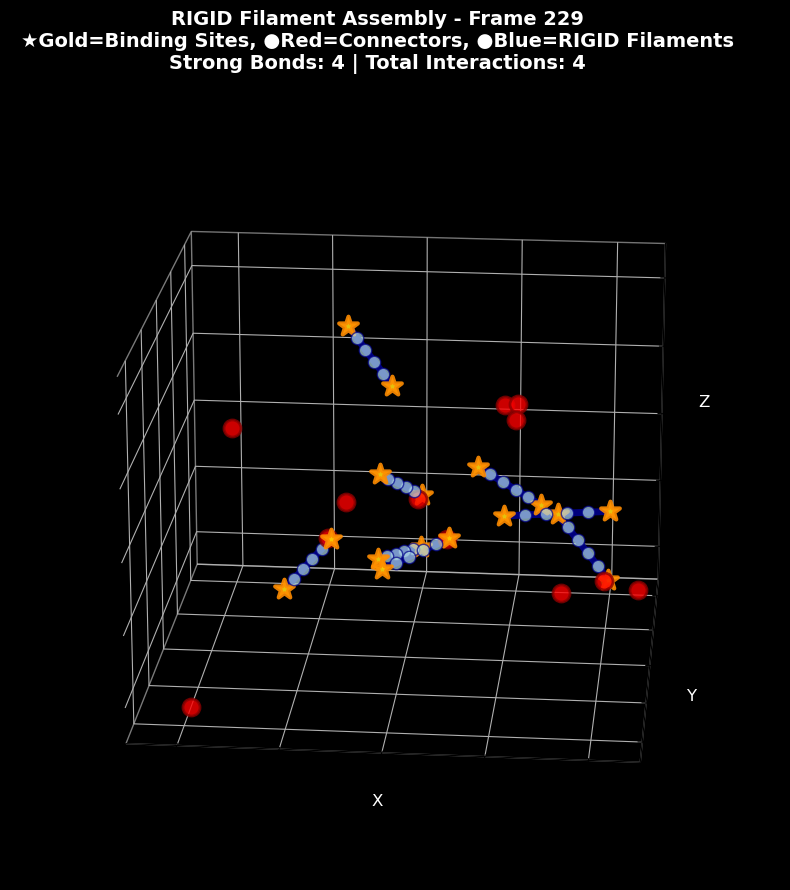 RIGID Filament Assembly - Frame 229
★Gold=Binding Sites, ●Red=Connectors, ●Blue=RIGID Filaments
Strong Bonds: 4 | Total Interactions: 4
Z
Y
X